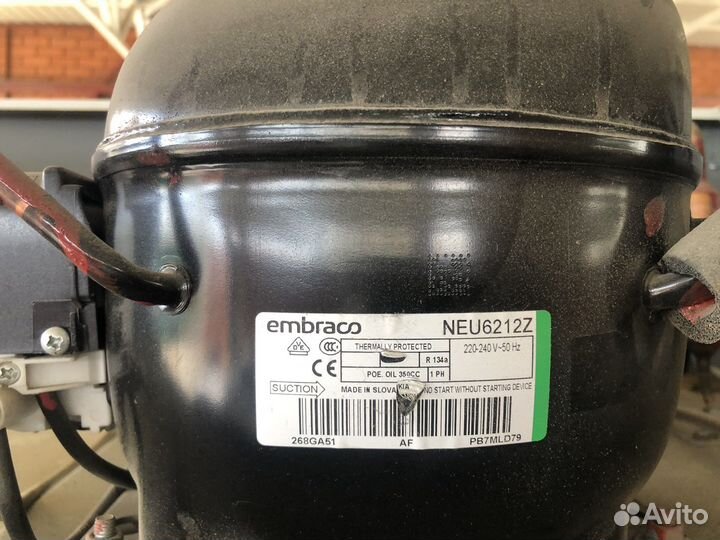 embraco NEU6212Z
THERMALLY PROTECTED
220-240 V~50 Hz
R 134a
POE. OIL 350CC 1 PH
CE
SUCTION MADE IN SLOVAKIA NO START WITHOUT STARTING DEVICE
268GA51 AF PB7MLD79
Avito